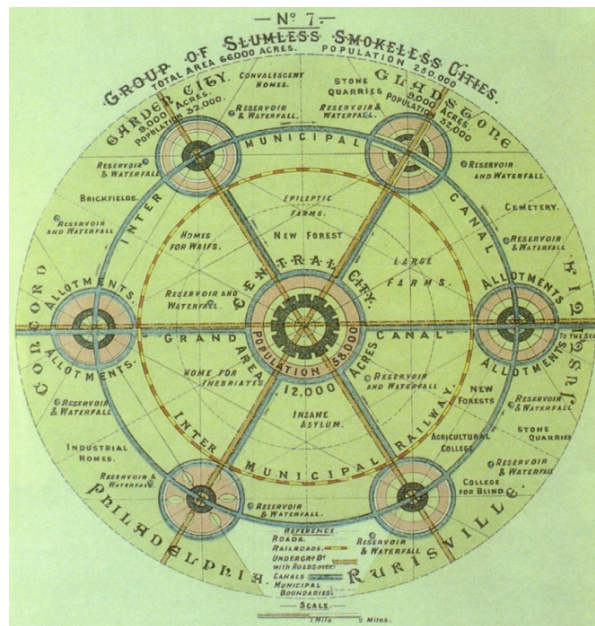 — Nº 7. —
GROUP OF SLUMLESS SMOKELESS CITIES.
TOTAL AREA 66,000 ACRES. POPULATION 250,000
GARDEN CITY.
9,000 ACRES
POPULATION 32,000.
CONVALESCENT
HOMES.
STONE
QUARRIES
GLADSTONE
9,000 ACRES
POPULATION 32,000
RESERVOIR
& WATERFALL
RESERVOIR &
WATERFALL.
INTER MUNICIPAL CANAL
RESERVOIR
& WATERFALL
RESERVOIR
AND WATERFALL
BRICKFIELDS.
EPILEPTIC
FARMS.
CEMETERY.
RESERVOIR
AND WATERFALL
HOMES
FOR WAIFS.
NEW FOREST
LARGE
FARMS.
RESERVOIR
& WATERFALL
CONCORD
ALLOTMENTS.
ALLOTMENTS.
RESERVOIR AND
WATERFALL.
CENTRAL CITY.
POPULATION 58,000
AREA 12,000 ACRES
ALLOTMENTS
ALLOTMENTS
JUSTITIA
GRAND CANAL
TO THE SEA
HOME FOR
INEBRIATES.
RESERVOIR
AND WATERFALL
NEW
FORESTS
RESERVOIR
& WATERFALL
RESERVOIR
& WATERFALL
INSANE
ASYLUM.
INTER MUNICIPAL RAILWAY.
AGRICULTURAL
COLLEGE
STONE
QUARRIES
INDUSTRIAL
HOMES.
RESERVOIR &
WATERFALL
RESERVOIR
& WATERFALL
COLLEGE
FOR BLIND.
RESERVOIR
& WATERFALL.
PHILADELPHIA.
RURISVILLE.
REFERENCE
ROADS.
RAILROADS.
UNDERGRD Do
WITH ROADS OVER
CANALS
MUNICIPAL
BOUNDARIES
RESERVOIR
& WATERFALL
— SCALE. —
1 MILE 2 MILES.